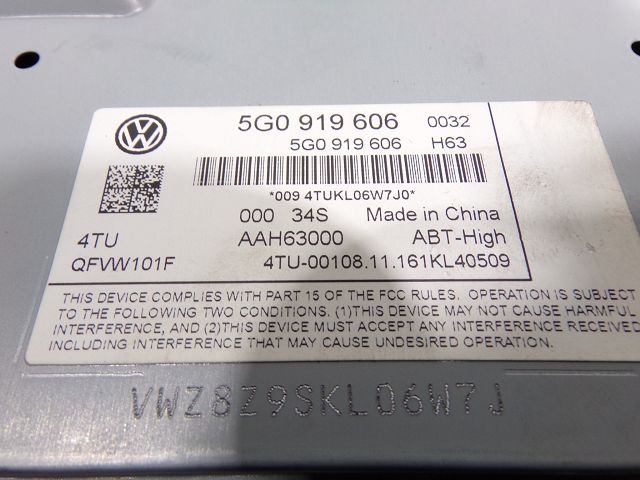 5G0 919 606 0032
5G0 919 606 H63
*009 4TUKL06W7J0*
000 34S Made in China
4TU AAH63000 ABT-High
QFVW101F 4TU-00108.11.161KL40509
THIS DEVICE COMPLIES WITH PART 15 OF THE FCC RULES. OPERATION IS SUBJECT
TO THE FOLLOWING TWO CONDITIONS. (1)THIS DEVICE MAY NOT CAUSE HARMFUL
INTERFERENCE, AND (2)THIS DEVICE MUST ACCEPT ANY INTERFERENCE RECEIVED
INCLUDING INTERFERENCE THAT MAY CAUSE UNDESIRED OPERATION.
VWZ8Z9SKL06W7J